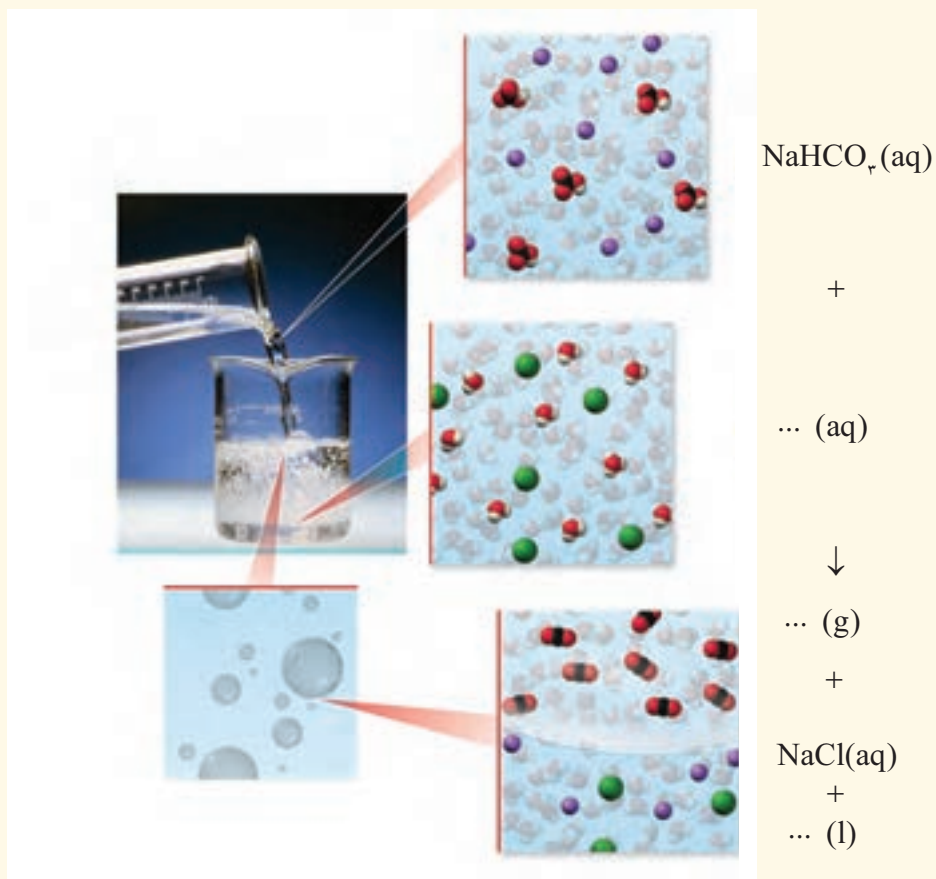 NaHCO۳(aq)
+
... (aq)
↓
... (g)
+
NaCl(aq)
+
... (l)